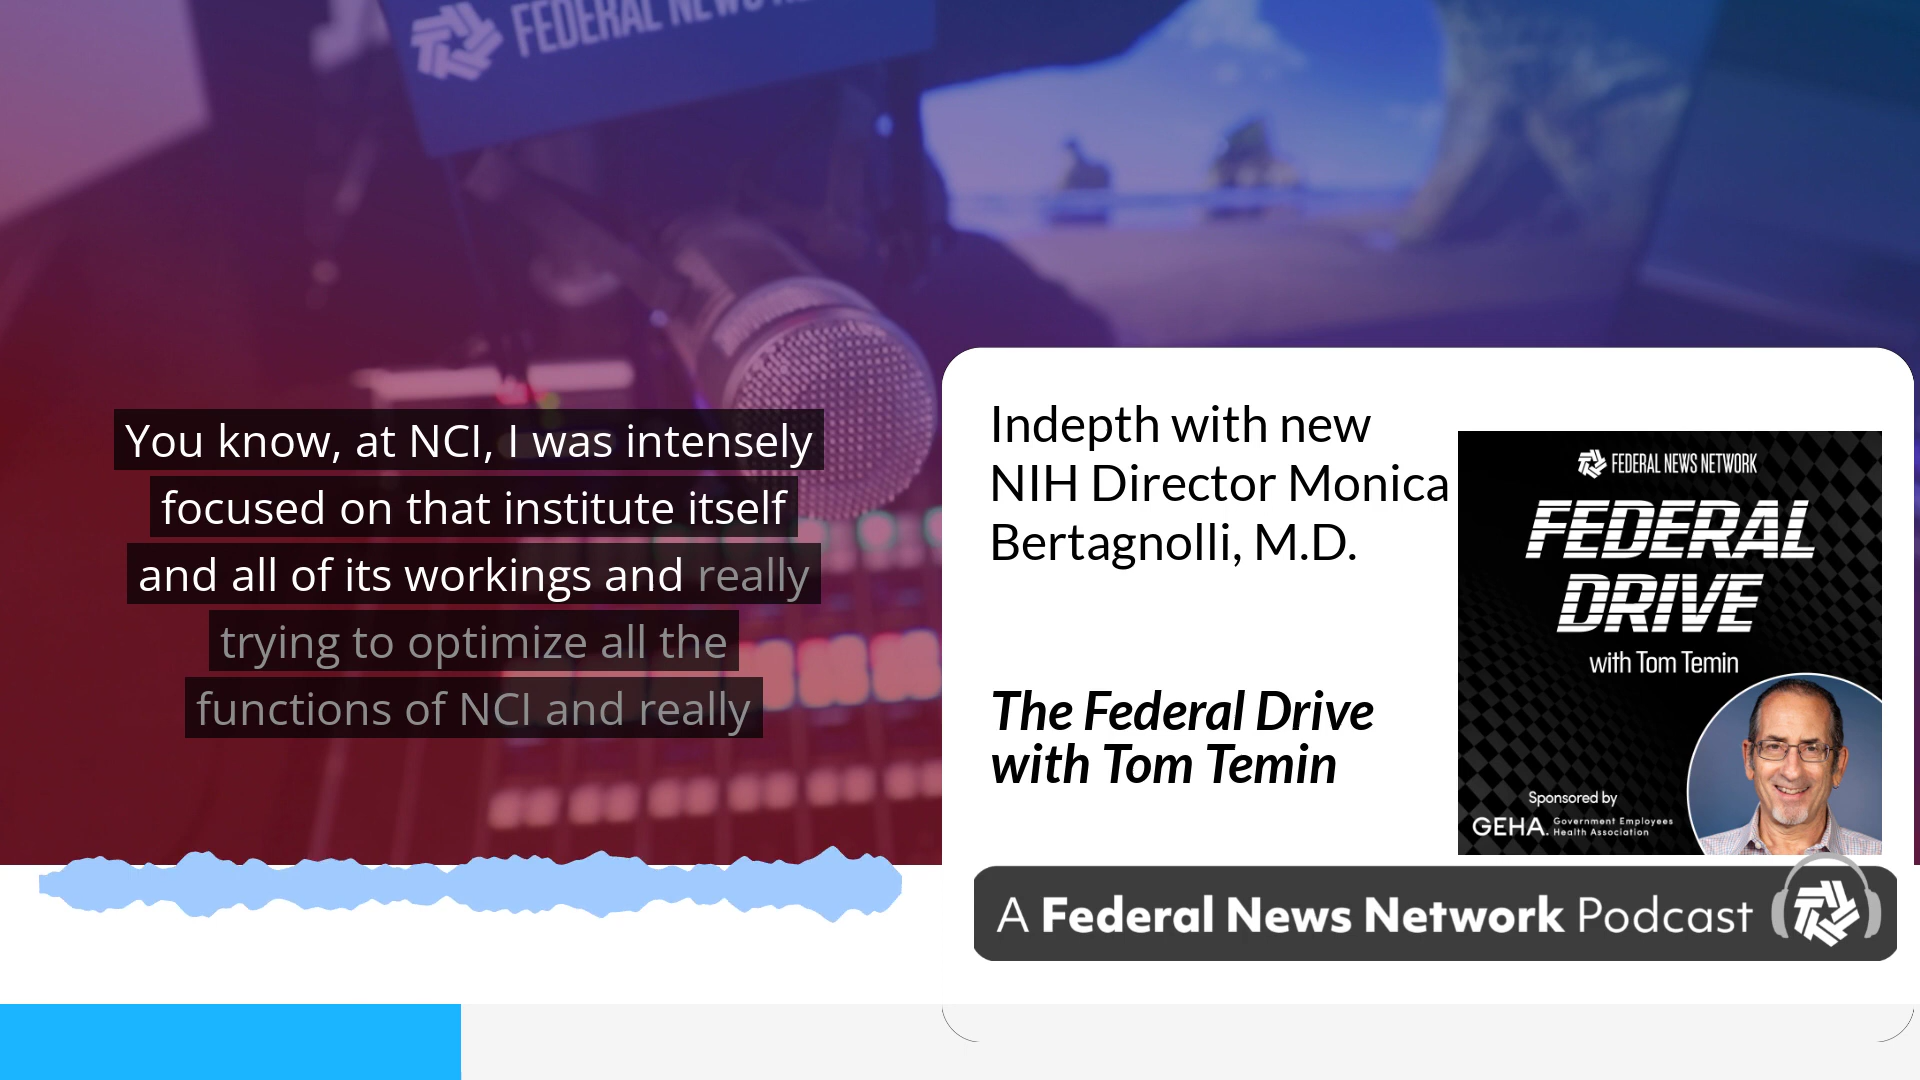 FEDERAL NEWS
You know, at NCI, I was intensely
focused on that institute itself
and all of its workings and really
trying to optimize all the
functions of NCI and really
Indepth with new
NIH Director Monica
Bertagnolli, M.D.
The Federal Drive
with Tom Temin
FEDERAL NEWS NETWORK
FEDERAL
DRIVE
with Tom Temin
Sponsored by
GEHA. Government Employees
Health Association
A Federal News Network Podcast